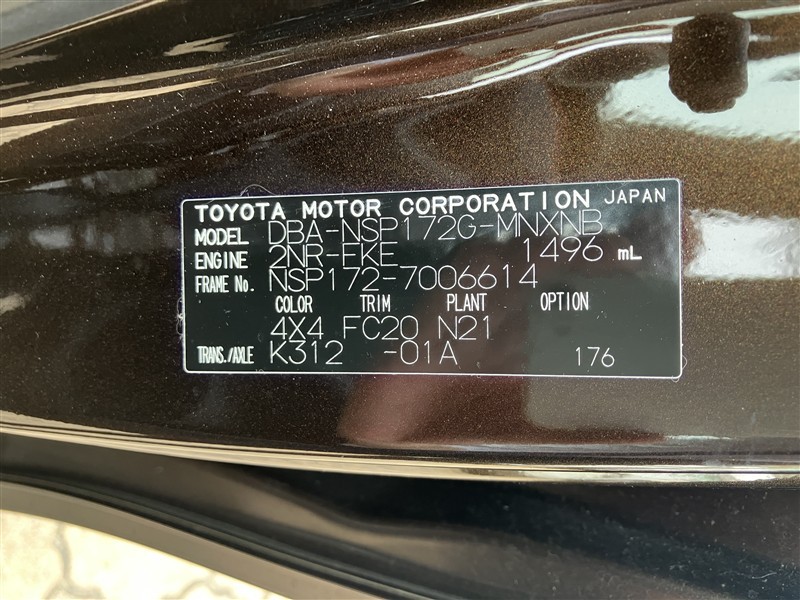 TOYOTA MOTOR CORPORATION JAPAN
MODEL DBA-NSP172G-MNXNB
ENGINE 2NR-FKE 1496 mL
FRAME No. NSP172-7006614
COLOR TRIM PLANT OPTION
4X4 FC20 N21
TRANS./AXLE K312 -01A 176